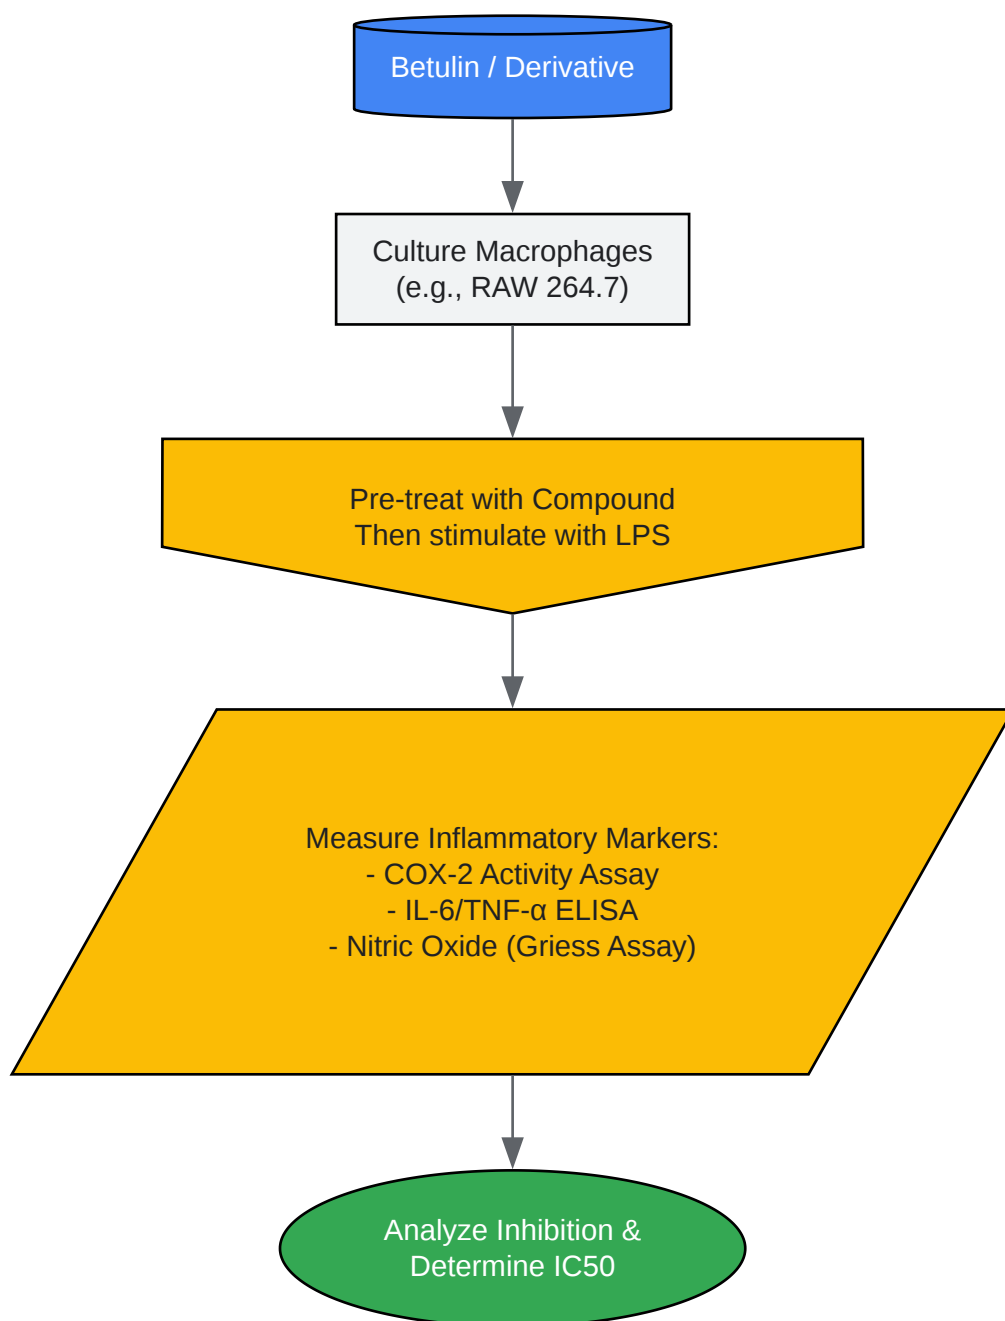 Betulin / Derivative
Culture Macrophages
(e.g., RAW 264.7)
Pre-treat with Compound
Then stimulate with LPS
Measure Inflammatory Markers:
- COX-2 Activity Assay
- IL-6/TNF-α ELISA
- Nitric Oxide (Griess Assay)
Analyze Inhibition &
Determine IC50